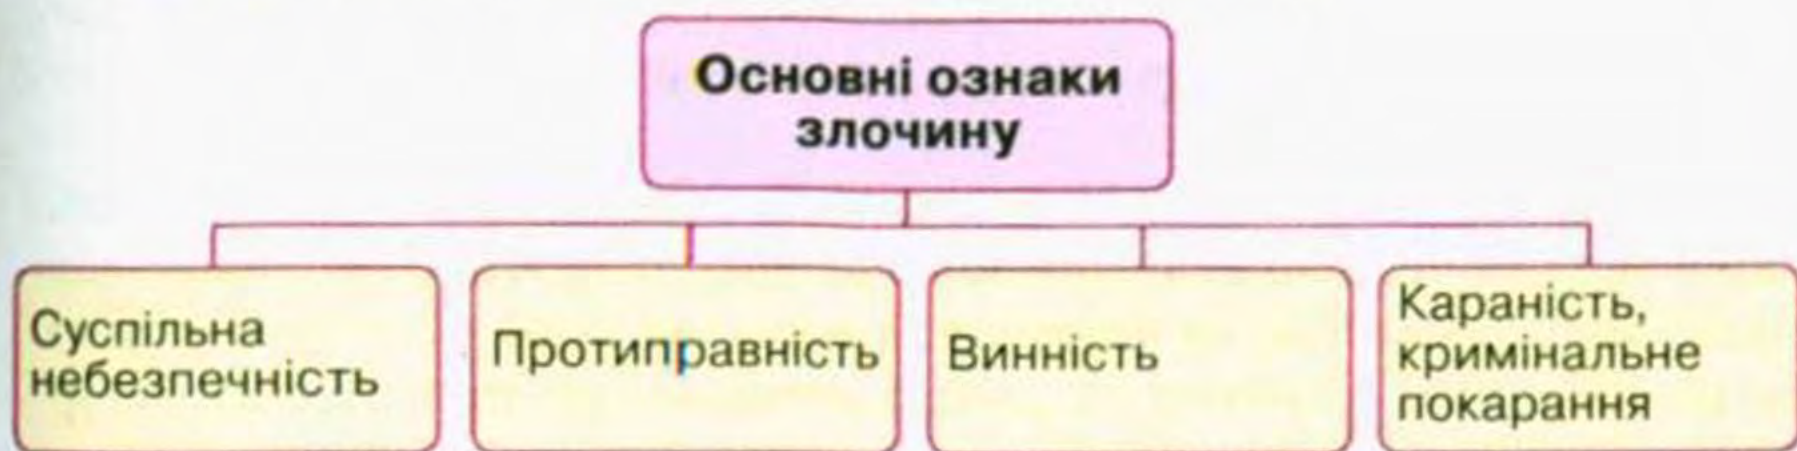 Основні ознаки
злочину
Суспільна
небезпечність
Протиправність
Винність
Караність,
кримінальне
покарання